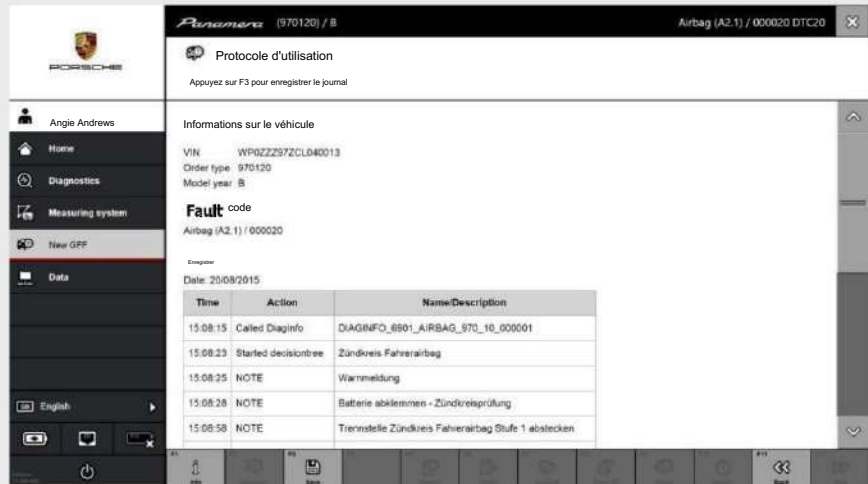 Panamera (970120) / B
Airbag (A2.1) / 000020 DTC20
PORSCHE
Protocole d'utilisation
Appuyez sur F3 pour enregistrer le journal
Angie Andrews
Home
Diagnostics
Measuring system
New GFF
Data
English
Informations sur le véhicule
VIN WP0ZZZ97ZCL040013
Order type 970120
Model year B
Fault code
Airbag (A2.1) / 000020
Enregistrer
Date: 20/08/2015
Time Action Name/Description
15:08:15 Called Diaginfo DIAGINFO_6901_AIRBAG_970_10_000001
15:08:23 Started decisiontree Zündkreis Fahrerairbag
15:08:25 NOTE Warnmeldung
15:08:28 NOTE Batterie abklemmen - Zündkreisprüfung
15:08:58 NOTE Trennstelle Zündkreis Fahrerairbag Stufe 1 abstecken
Info
Save
Back